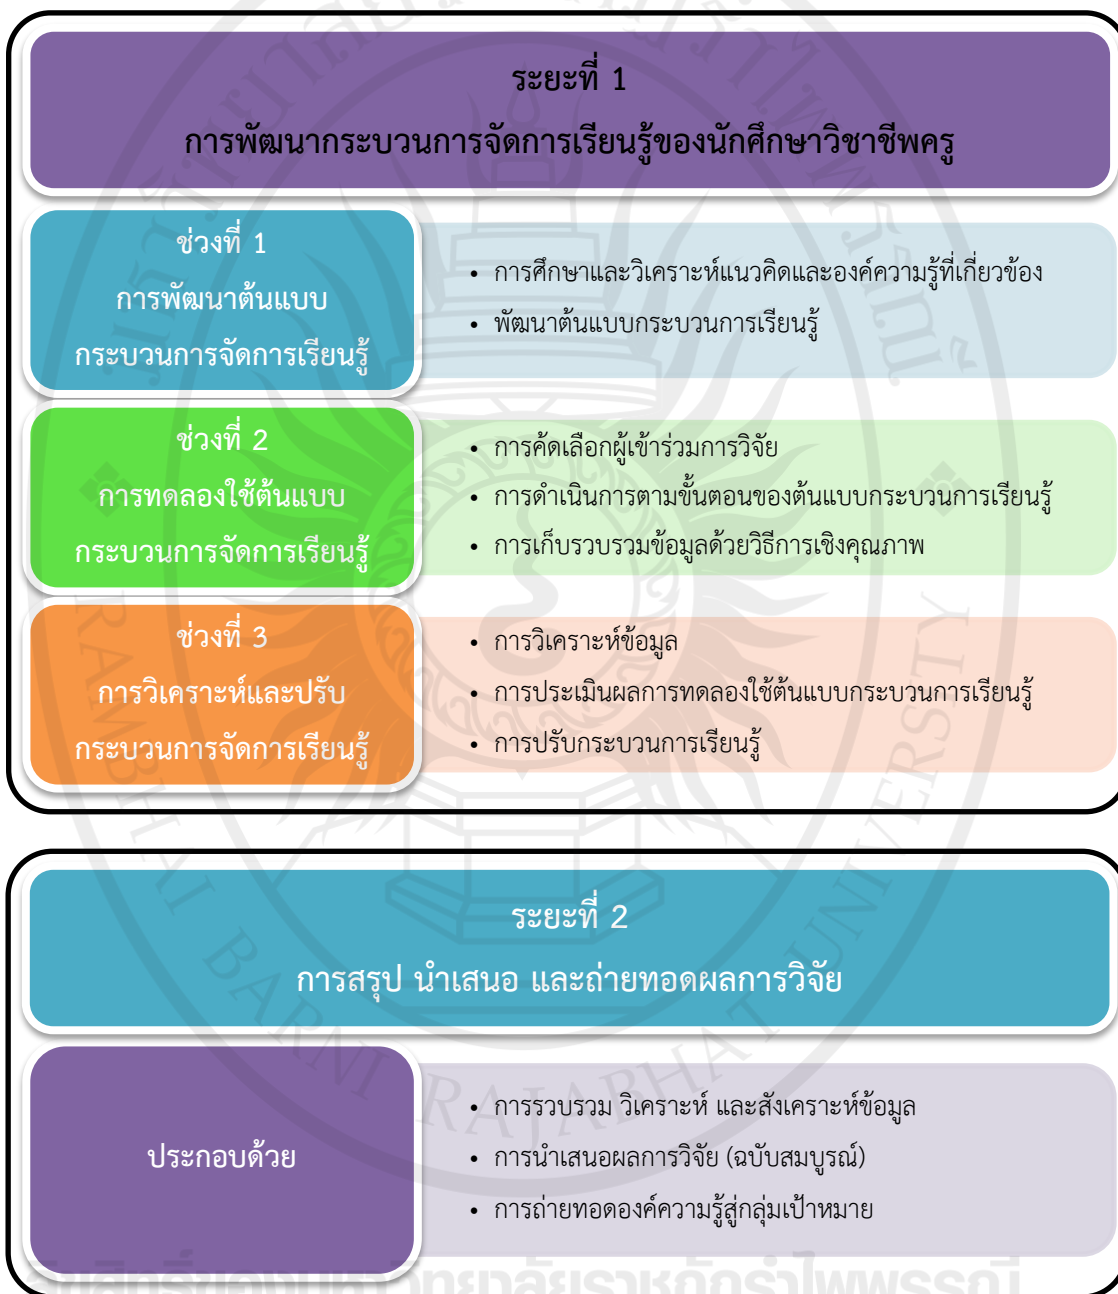 ระยะที่ 1
การพัฒนากระบวนการจัดการเรียนรู้ของนักศึกษาวิชาชีพครู
ช่วงที่ 1
การพัฒนาต้นแบบ
กระบวนการจัดการเรียนรู้
• การศึกษาและวิเคราะห์แนวคิดและองค์ความรู้ที่เกี่ยวข้อง
• พัฒนาต้นแบบกระบวนการเรียนรู้
ช่วงที่ 2
การทดลองใช้ต้นแบบ
กระบวนการจัดการเรียนรู้
• การค้ดเลือกผู้เข้าร่วมการวิจัย
• การดำเนินการตามขั้นตอนของต้นแบบกระบวนการเรียนรู้
• การเก็บรวบรวมข้อมูลด้วยวิธีการเชิงคุณภาพ
ช่วงที่ 3
การวิเคราะห์และปรับ
กระบวนการจัดการเรียนรู้
• การวิเคราะห์ข้อมูล
• การประเมินผลการทดลองใช้ต้นแบบกระบวนการเรียนรู้
• การปรับกระบวนการเรียนรู้
ระยะที่ 2
การสรุป นำเสนอ และถ่ายทอดผลการวิจัย
ประกอบด้วย
• การรวบรวม วิเคราะห์ และสังเคราะห์ข้อมูล
• การนำเสนอผลการวิจัย (ฉบับสมบูรณ์)
• การถ่ายทอดองค์ความรู้สู่กลุ่มเป้าหมาย
RAMBHAI BARNI RAJABHAT UNIVERSITY